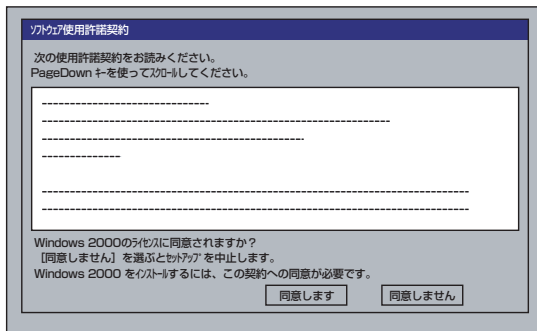 ソフトウェア使用許諾契約
次の使用許諾契約をお読みください。
PageDown キーを使ってスクロールしてください。
Windows 2000のライセンスに同意されますか？
［同意しません］を選ぶとセットアップを中止します。
Windows 2000 をインストールするには、この契約への同意が必要です。
同意します
同意しません